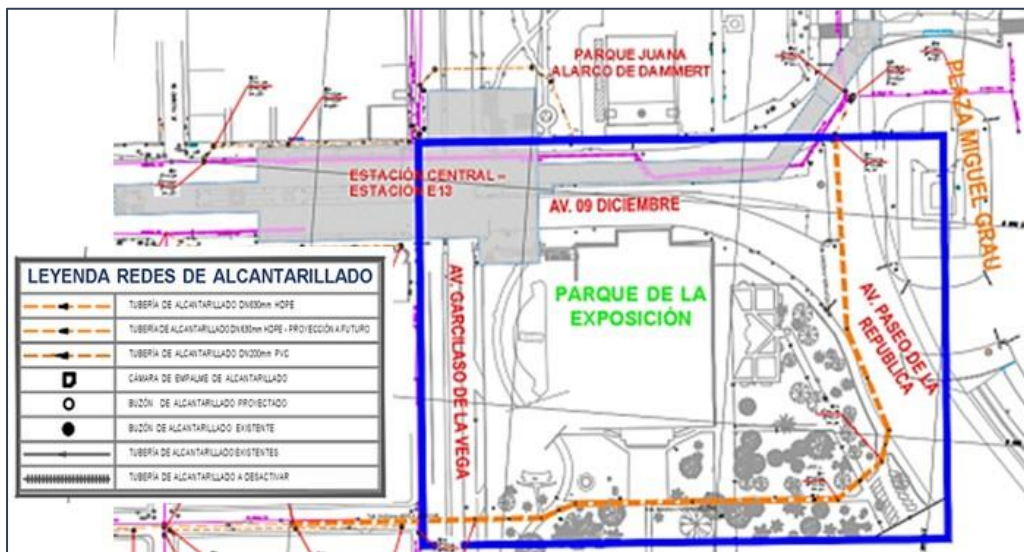 PARQUE JUANA
ALARCO DE DAMMERT
PLAZA MIGUEL GRAU
ESTACIÓN CENTRAL –
ESTACIÓN E13
AV. 09 DICIEMBRE
PARQUE DE LA
EXPOSICIÓN
AV. GARCILASO DE LA VEGA
AV. PASEO DE LA
REPUBLICA
LEYENDA REDES DE ALCANTARILLADO
TUBERÍA DE ALCANTARILLADO DN630mm HDPE
TUBERÍA DE ALCANTARILLADO DN630mm HDPE - PROYECCIÓN A FUTURO
TUBERÍA DE ALCANTARILLADO DN200mm PVC
CÁMARA DE EMPALME DE ALCANTARILLADO
BUZÓN DE ALCANTARILLADO PROYECTADO
BUZÓN DE ALCANTARILLADO EXISTENTE
TUBERÍA DE ALCANTARILLADO EXISTENTES
TUBERÍA DE ALCANTARILLADO A DESACTIVAR